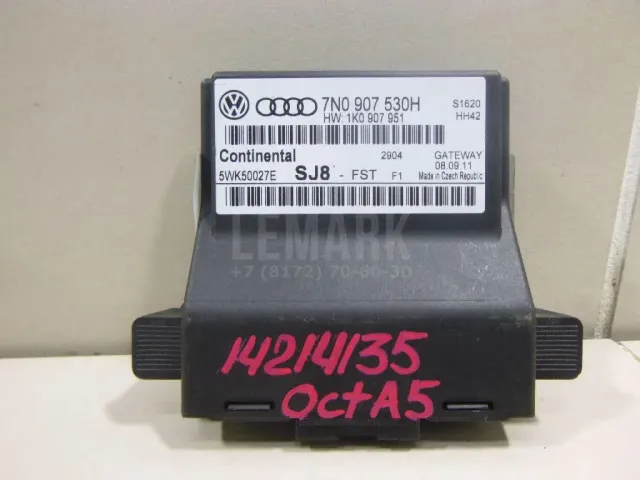 7N0 907 530H
HW: 1K0 907 951
S1620
HH42
Continental
5WK50027E
SJ8 - FST F1
2904
GATEWAY
08.09.11
Made in Czech Republic
LEMARK
+7 (8172) 70-60-30
14214135
OctA5